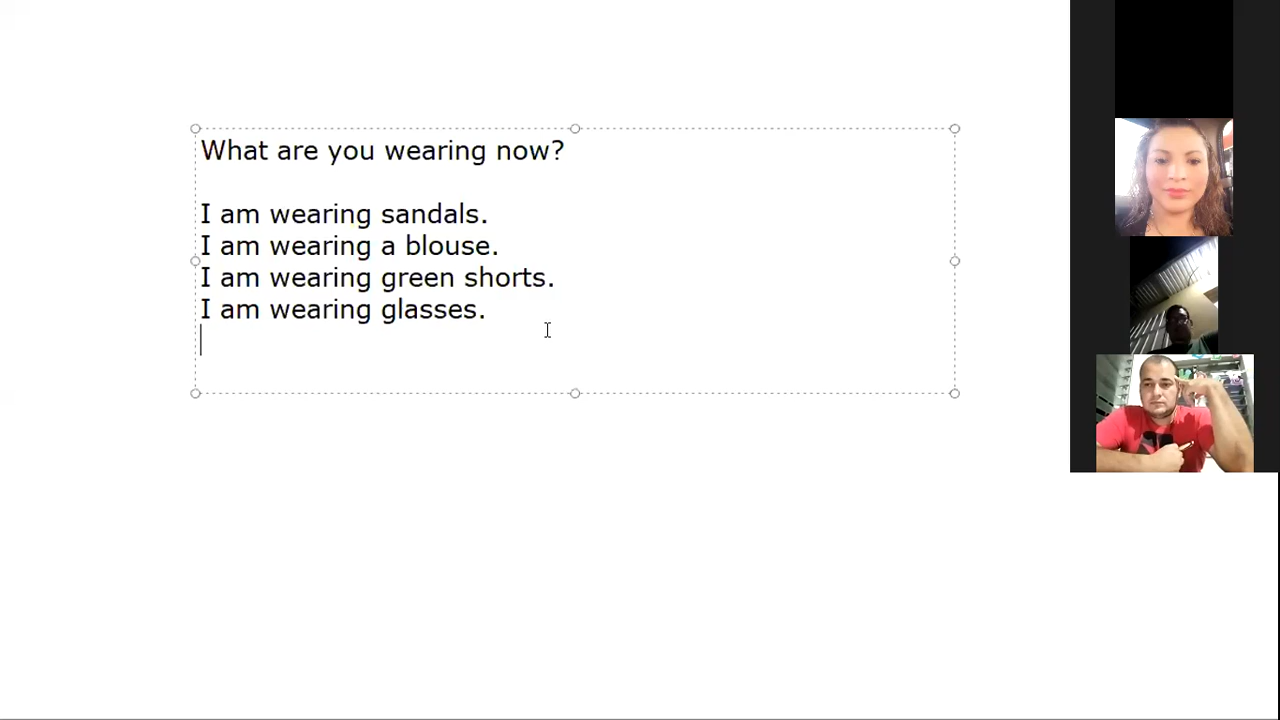 What are you wearing now?
I am wearing sandals.
I am wearing a blouse.
I am wearing green shorts.
I am wearing glasses.